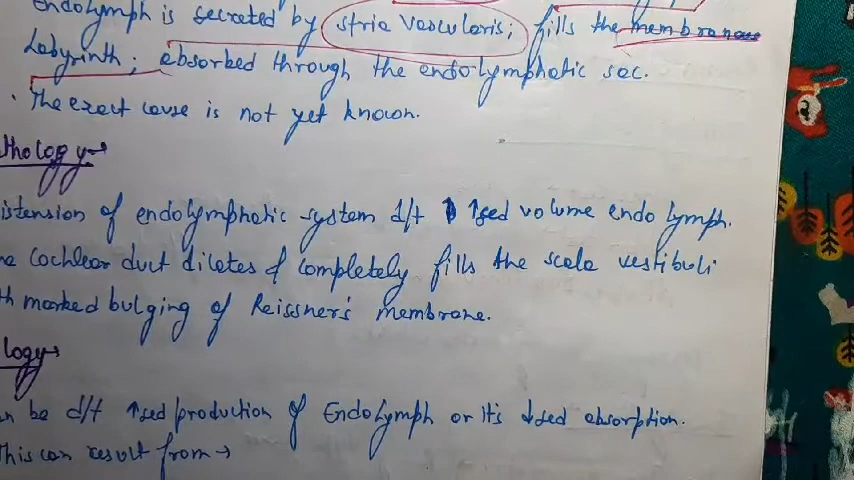 endolymph is secreted by stria vascularis; fills the membranous
Labyrinth; absorbed through the endolymphatic sac.
. The exact cause is not yet known.
thology→
istension of endolymphatic system d/t ↑sed volume endolymph.
e Cochlear duct dilates & completely fills the scala vestibuli
th marked bulging of Reissner's membrane.
logy→
n be d/t ↑sed production of Endolymph or it's ↓sed absorption.
This can result from→